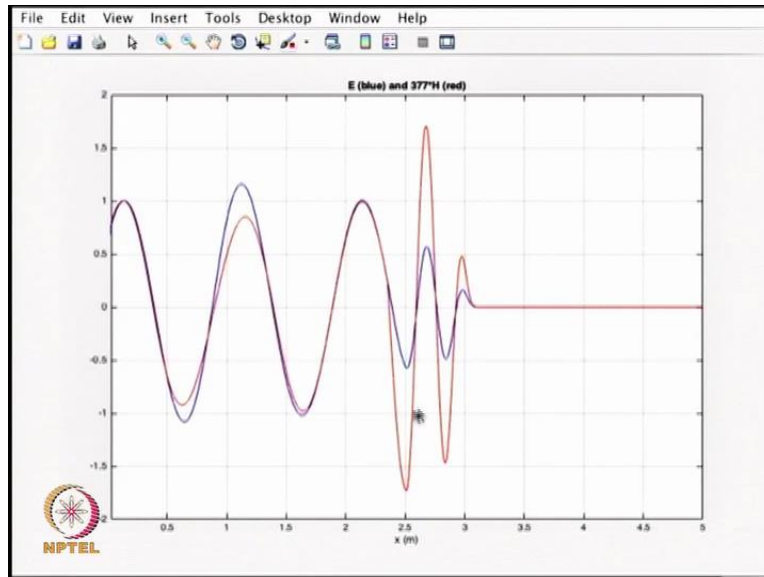 File Edit View Insert Tools Desktop Window Help
E (blue) and 377*H (red)
2
1.5
1
0.5
0
-0.5
-1
-1.5
-2
0.5 1 1.5 2 2.5 3 3.5 4 4.5 5
x (m)
NPTEL